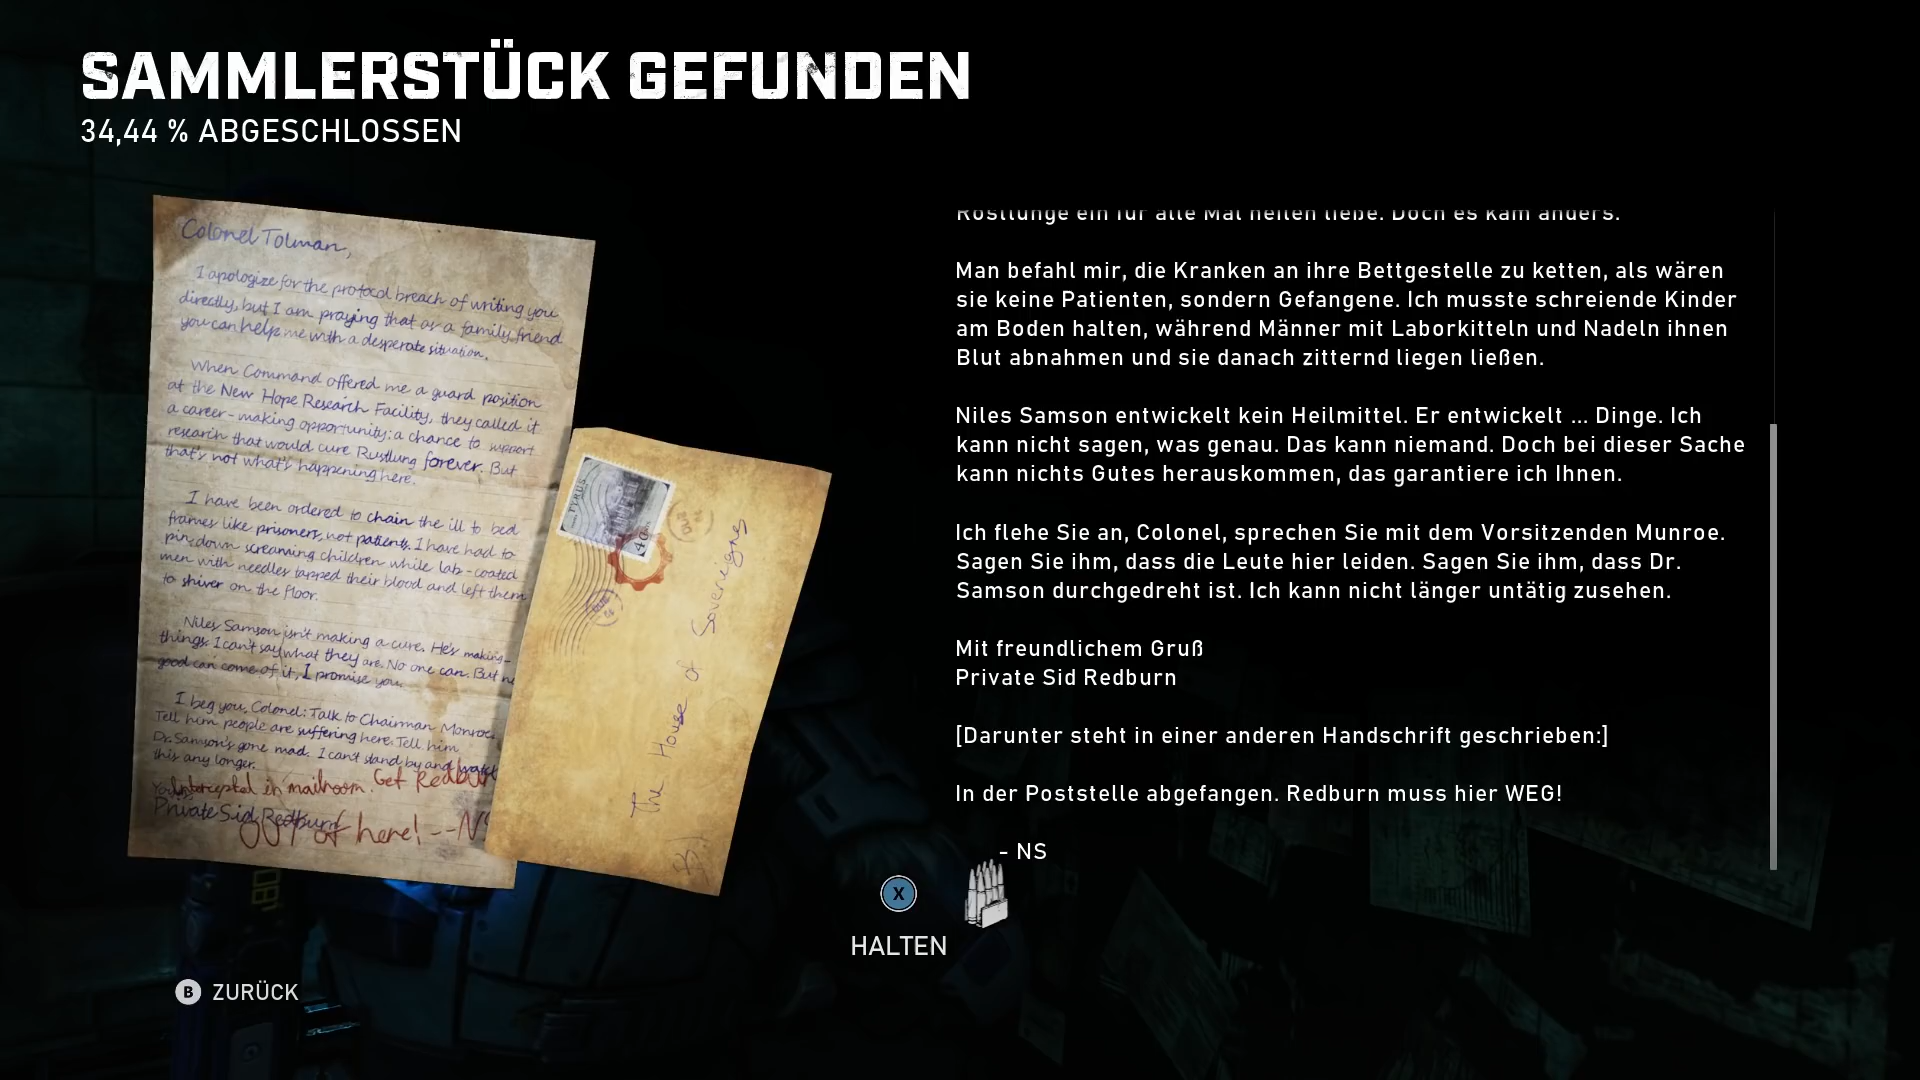 SAMMLERSTÜCK GEFUNDEN
34,44 % ABGESCHLOSSEN
Colonel Tolman,
I apologize for the protocol breach of writing you
directly, but I am praying that as a family friend
you can help me with a desperate situation.
When Command offered me a guard position
at the New Hope Research Facility, they called it
a career-making opportunity: a chance to support
research that would cure Rustlung forever. But
that's not what's happening here.
I have been ordered to chain the ill to bed
frames like prisoners, not patients. I have had to
pin down screaming children while lab-coated
men with needles tapped their blood and left them
to shiver on the floor.
Niles Samson isn't making a cure. He's making-
things. I can't say what they are. No one can. But
good can come of it, I promise you.
I beg you, Colonel: Talk to Chairman Monroe.
Tell him people are suffering here. Tell him
Dr. Samson's gone mad. I can't stand by and watch
this any longer.
Intercepted in mailroom. Get Redburn
Private Sid Redburn
OUT of here! --NS
The House of Sovereigns
40
Rostlunge ein für alle Mal heilen ließe. Doch es kam anders.
Man befahl mir, die Kranken an ihre Bettgestelle zu ketten, als wären
sie keine Patienten, sondern Gefangene. Ich musste schreiende Kinder
am Boden halten, während Männer mit Laborkitteln und Nadeln ihnen
Blut abnahmen und sie danach zitternd liegen ließen.
Niles Samson entwickelt kein Heilmittel. Er entwickelt ... Dinge. Ich
kann nicht sagen, was genau. Das kann niemand. Doch bei dieser Sache
kann nichts Gutes herauskommen, das garantiere ich Ihnen.
Ich flehe Sie an, Colonel, sprechen Sie mit dem Vorsitzenden Munroe.
Sagen Sie ihm, dass die Leute hier leiden. Sagen Sie ihm, dass Dr.
Samson durchgedreht ist. Ich kann nicht länger untätig zusehen.
Mit freundlichem Gruß
Private Sid Redburn
[Darunter steht in einer anderen Handschrift geschrieben:]
In der Poststelle abgefangen. Redburn muss hier WEG!
- NS
X
HALTEN
B ZURÜCK